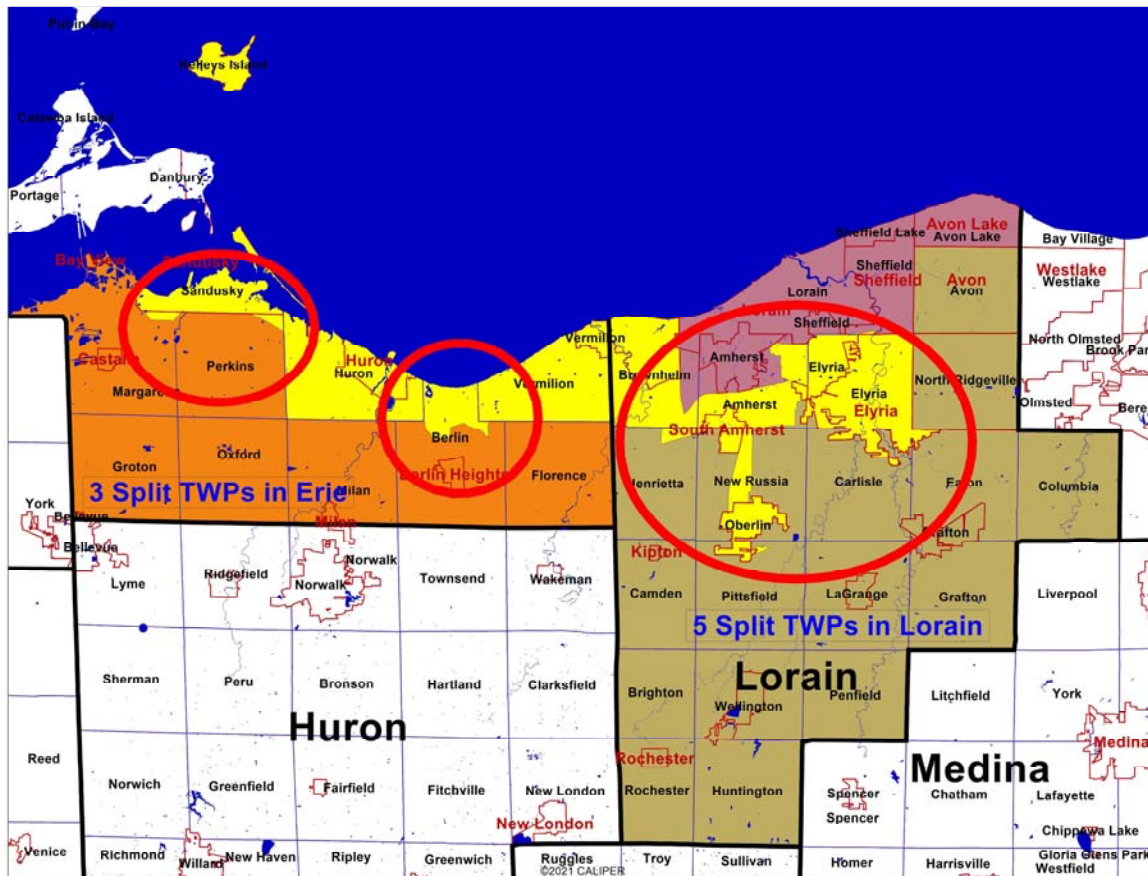 Put-in-Bay
Kelleys Island
Catawba Island
Danbury
Portage
Avon Lake
Sheffield Lake
Avon Lake
Bay Village
Bay View
Sandusky
Sheffield
Westlake
Sandusky
Lorain
Sheffield
Avon
Westlake
Avon
Lorain
Sheffield
Vermilion
North Olmsted
Castalia
Huron
Amherst
Brook Park
Perkins
Huron
Brownhelm
Elyria
North Ridgeville
Margaretta
Vermilion
Elyria
Olmsted
Berea
Amherst
Elyria
South Amherst
Berlin
Oxford
Groton
Berlin Heights
Florence
Henrietta
New Russia
Carlisle
Eaton
Columbia
3 Split TWPs in Erie
Milan
York
Bellevue
Milan
Oberlin
Grafton
Bellevue
Kipton
Norwalk
Lyme
Ridgefield
Norwalk
Townsend
Wakeman
Camden
Pittsfield
LaGrange
Grafton
Liverpool
5 Split TWPs in Lorain
Sherman
Peru
Bronson
Hartland
Clarksfield
Brighton
Lorain
Penfield
Litchfield
York
Wellington
Huron
Medina
Reed
Rochester
Medina
Norwich
Greenfield
Fairfield
Fitchville
New London
Rochester
Huntington
Spencer
Chatham
Lafayette
Spencer
New London
Chippewa Lake
Venice
Richmond
Willard
New Haven
Ripley
Greenwich
Ruggles
Troy
Sullivan
Homer
Harrisville
Gloria Glens Park
Westfield
©2021 CALIPER